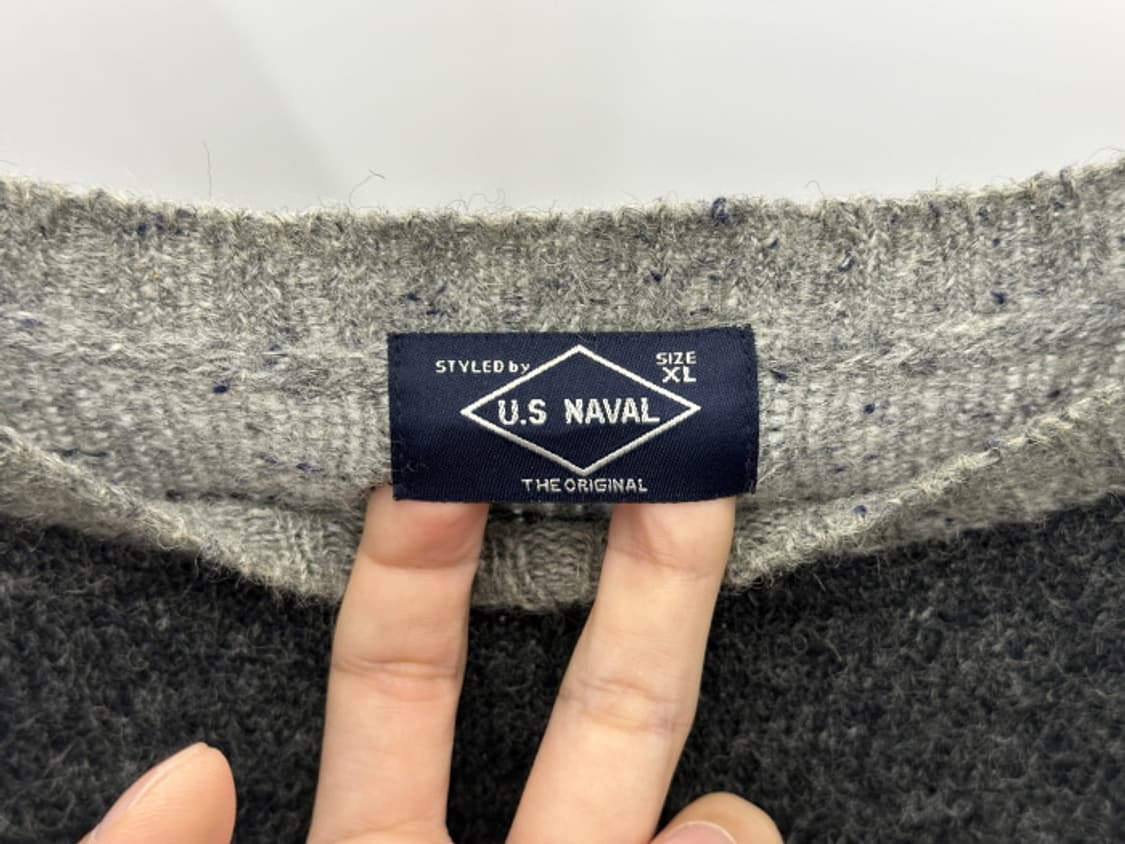 STYLED by
SIZE
XL
U.S NAVAL
THE ORIGINAL